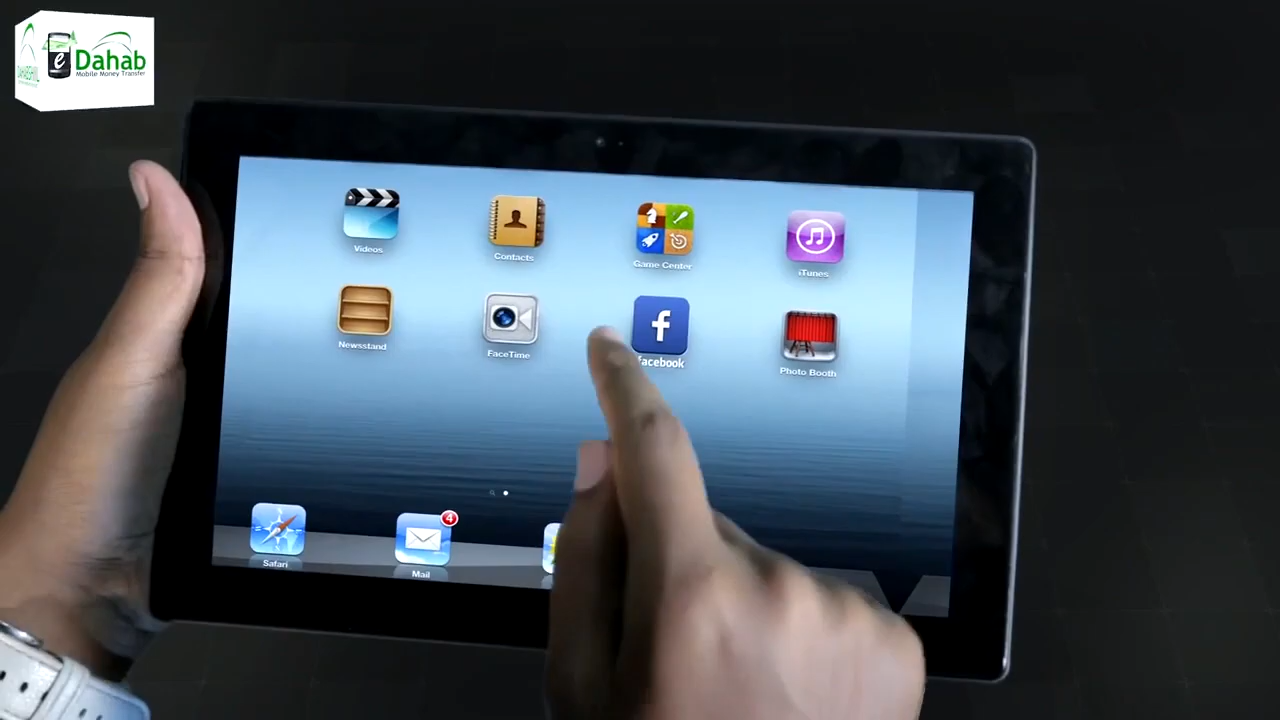 e Dahab
Mobile Money Transfer
Videos
Contacts
Game Center
iTunes
Newsstand
FaceTime
f
facebook
Photo Booth
4
Safari
Mail